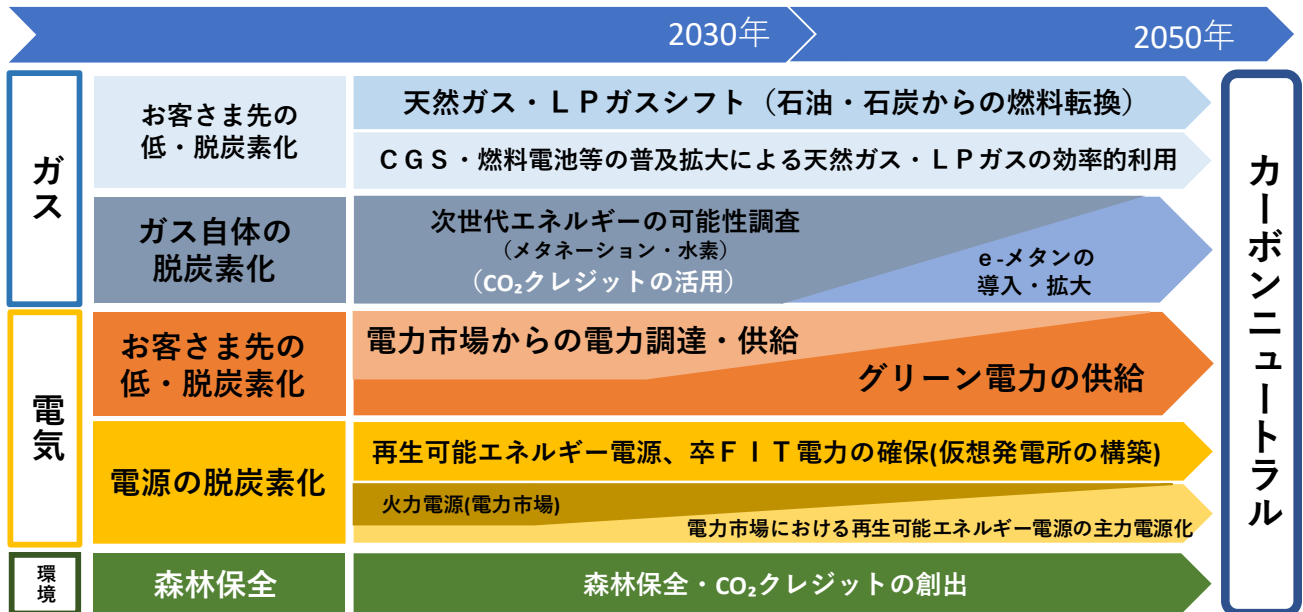 2030年
2050年
ガス
お客さま先の
低・脱炭素化
天然ガス・ＬＰガスシフト（石油・石炭からの燃料転換）
ＣＧＳ・燃料電池等の普及拡大による天然ガス・ＬＰガスの効率的利用
ガス自体の
脱炭素化
次世代エネルギーの可能性調査
（メタネーション・水素）
（CO₂クレジットの活用）
ｅ-メタンの
導入・拡大
電気
お客さま先の
低・脱炭素化
電力市場からの電力調達・供給
グリーン電力の供給
電源の脱炭素化
再生可能エネルギー電源、卒ＦＩＴ電力の確保(仮想発電所の構築)
火力電源(電力市場)
電力市場における再生可能エネルギー電源の主力電源化
環境
森林保全
森林保全・CO₂クレジットの創出
カーボンニュートラル